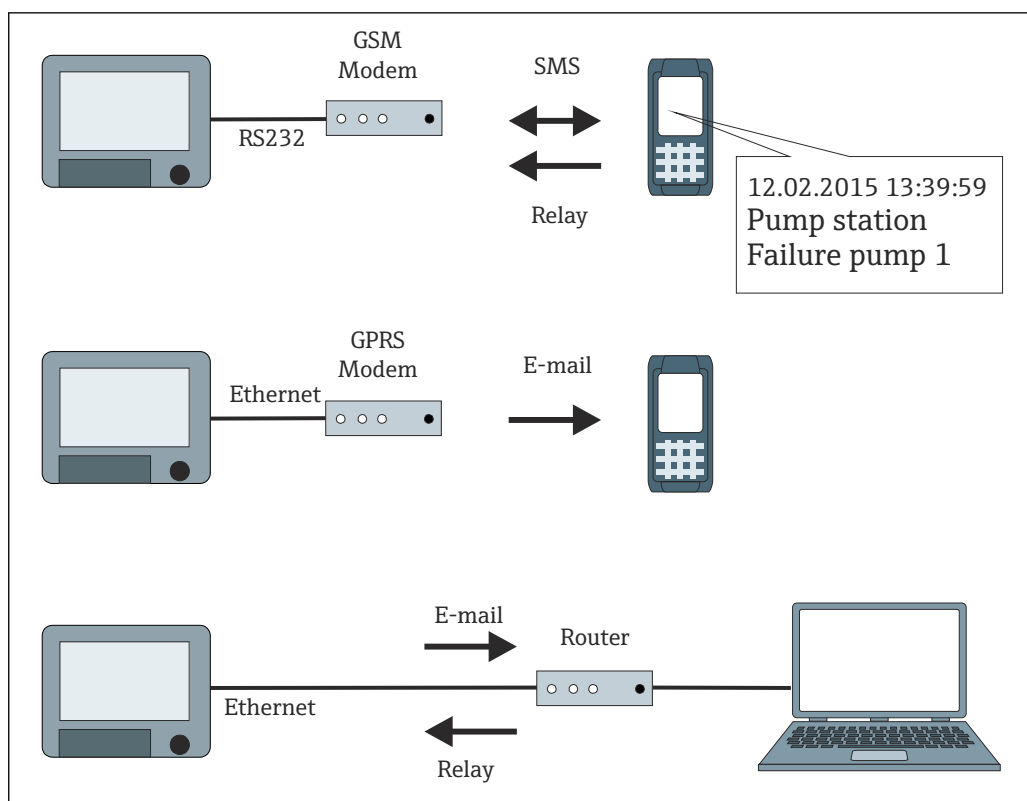 GSM
Modem
SMS
RS232
Relay
12.02.2015 13:39:59
Pump station
Failure pump 1
GPRS
Modem
E-mail
Ethernet
E-mail
Router
Ethernet
Relay